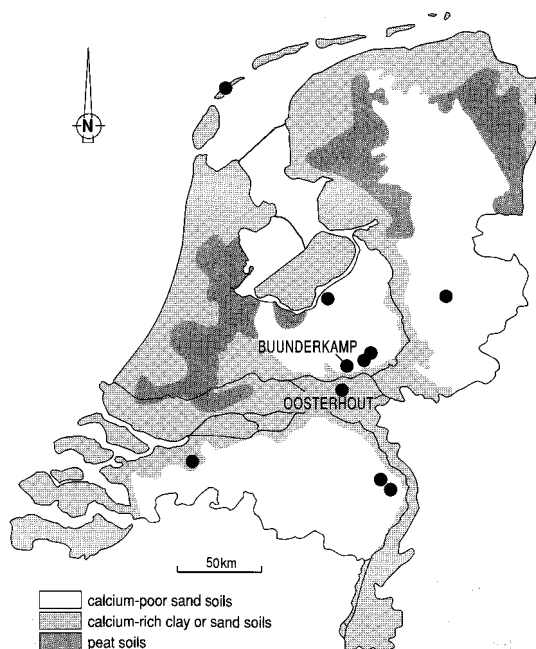 N
BUUNDERKAMP
OOSTERHOUT
50km
calcium-poor sand soils
calcium-rich clay or sand soils
peat soils